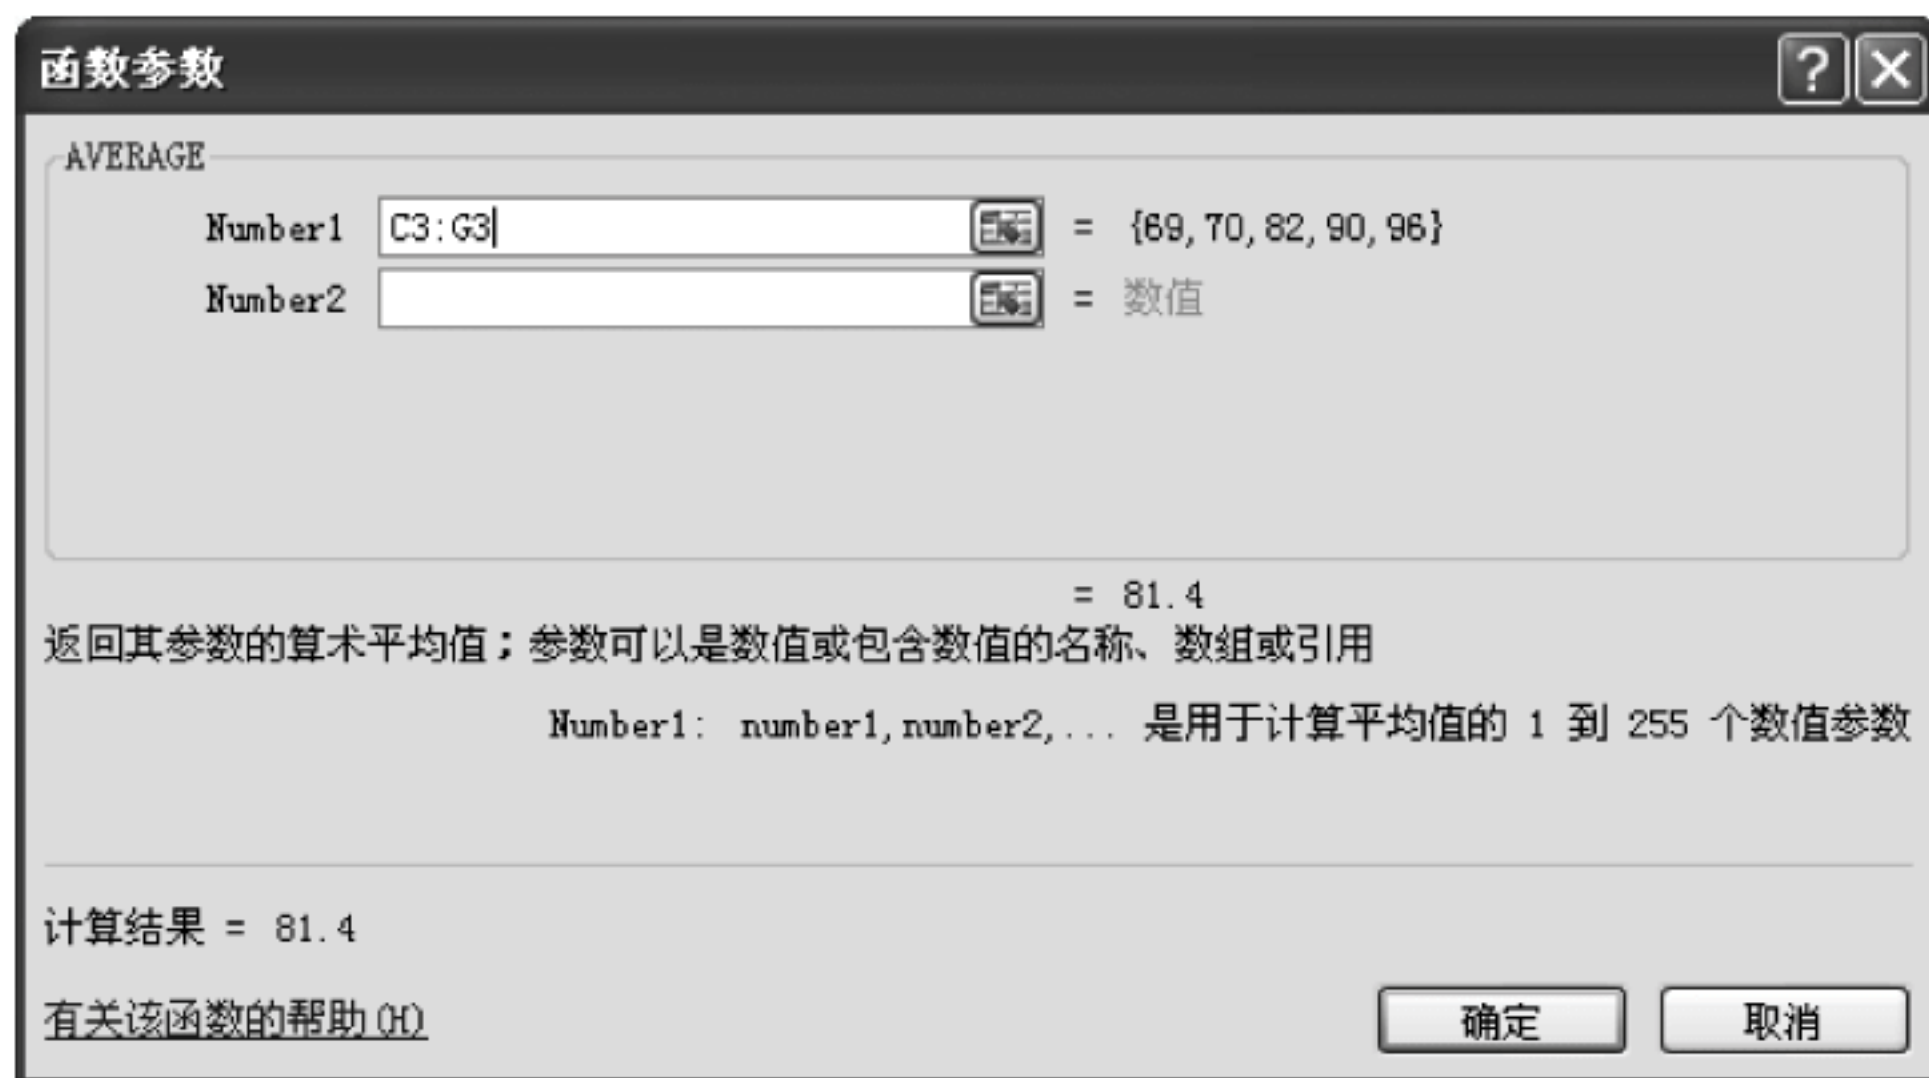 函数参数
AVERAGE
Number1 C3:G3 = {69,70,82,90,96}
Number2 = 数值
= 81.4
返回其参数的算术平均值；参数可以是数值或包含数值的名称、数组或引用
Number1: number1,number2,... 是用于计算平均值的 1 到 255 个数值参数
计算结果 = 81.4
有关该函数的帮助(H)
确定 取消